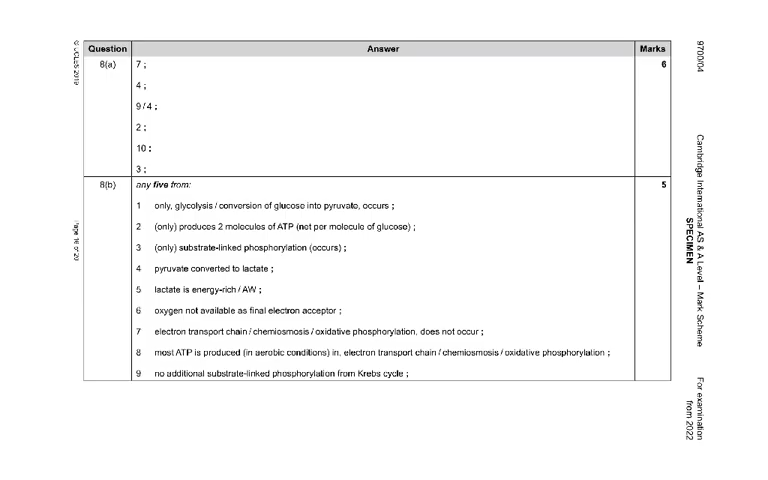 9700/04
Cambridge International AS & A Level – Mark Scheme
SPECIMEN
For examination
from 2022
Question Answer Marks
8(a) 7 ; 6
4 ;
9 / 4 ;
2 ;
10 ;
3 ;
8(b) any five from: 5
1 only, glycolysis / conversion of glucose into pyruvate, occurs ;
2 (only) produces 2 molecules of ATP (net per molecule of glucose) ;
3 (only) substrate-linked phosphorylation (occurs) ;
4 pyruvate converted to lactate ;
5 lactate is energy-rich / AW ;
6 oxygen not available as final electron acceptor ;
7 electron transport chain / chemiosmosis / oxidative phosphorylation, does not occur ;
8 most ATP is produced (in aerobic conditions) in, electron transport chain / chemiosmosis / oxidative phosphorylation ;
9 no additional substrate-linked phosphorylation from Krebs cycle ;
© UCLES 2019